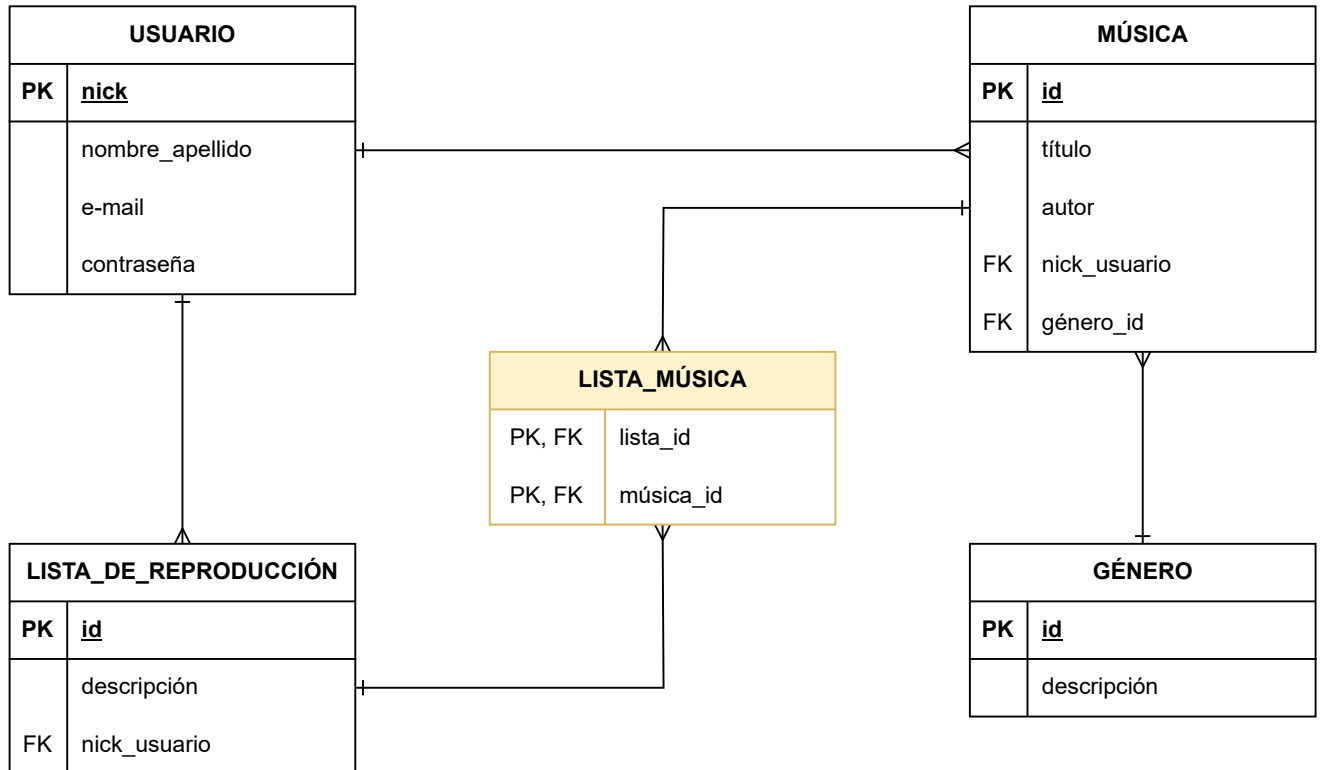 USUARIO
PK nick
nombre_apellido
e-mail
contraseña
MÚSICA
PK id
título
autor
FK nick_usuario
FK género_id
LISTA_MÚSICA
PK, FK lista_id
PK, FK música_id
LISTA_DE_REPRODUCCIÓN
PK id
descripción
FK nick_usuario
GÉNERO
PK id
descripción